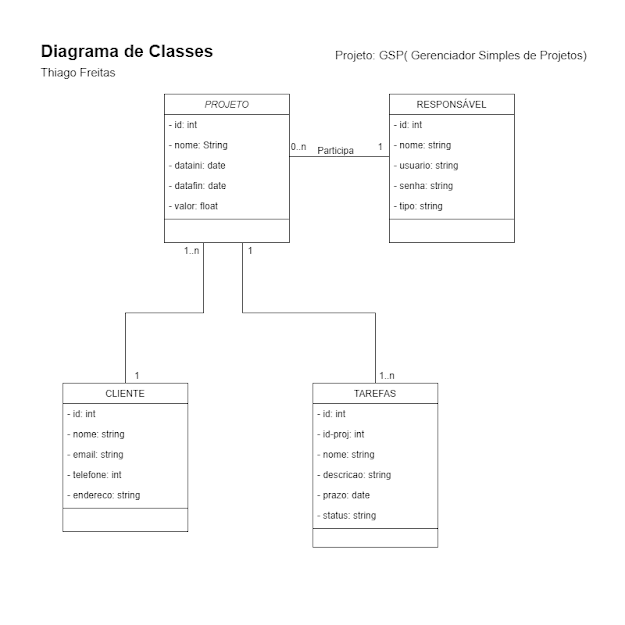 Diagrama de Classes
Thiago Freitas
Projeto: GSP( Gerenciador Simples de Projetos)
PROJETO
- id: int
- nome: String
- dataini: date
- datafin: date
- valor: float
0..n
Participa
1
RESPONSÁVEL
- id: int
- nome: string
- usuario: string
- senha: string
- tipo: string
1..n
1
1
1..n
CLIENTE
- id: int
- nome: string
- email: string
- telefone: int
- endereco: string
TAREFAS
- id: int
- id-proj: int
- nome: string
- descricao: string
- prazo: date
- status: string